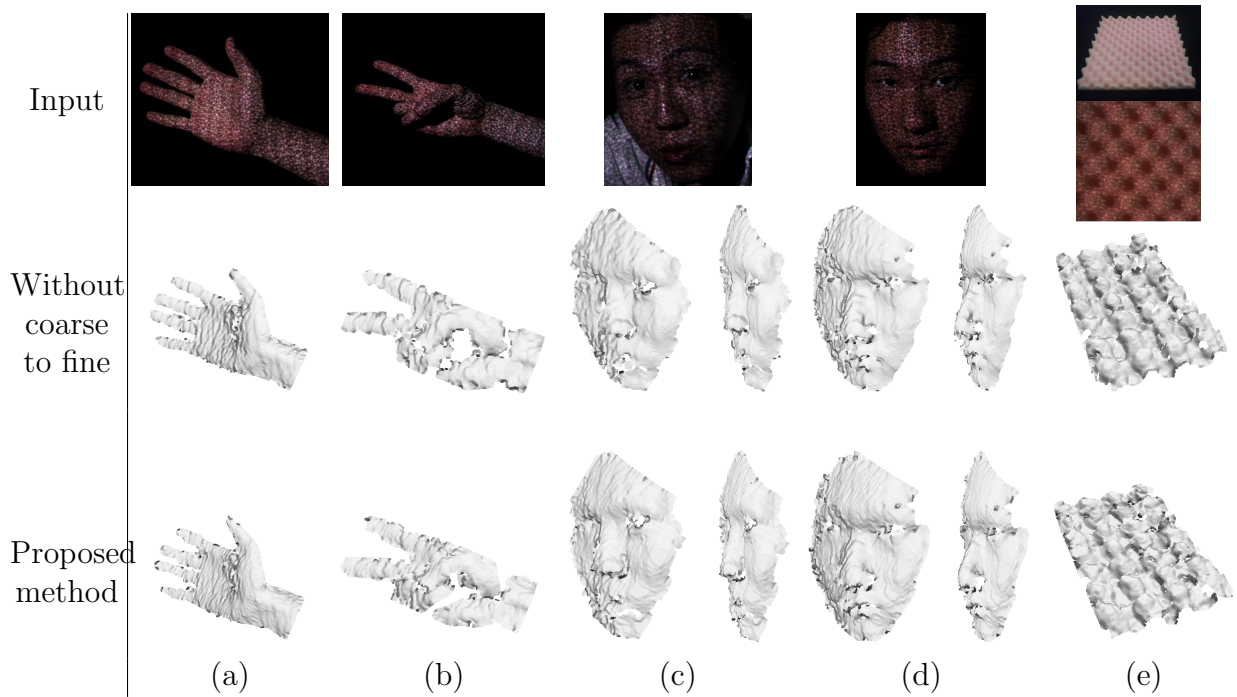 Input
Without
coarse
to fine
Proposed
method
(a) (b) (c) (d) (e)